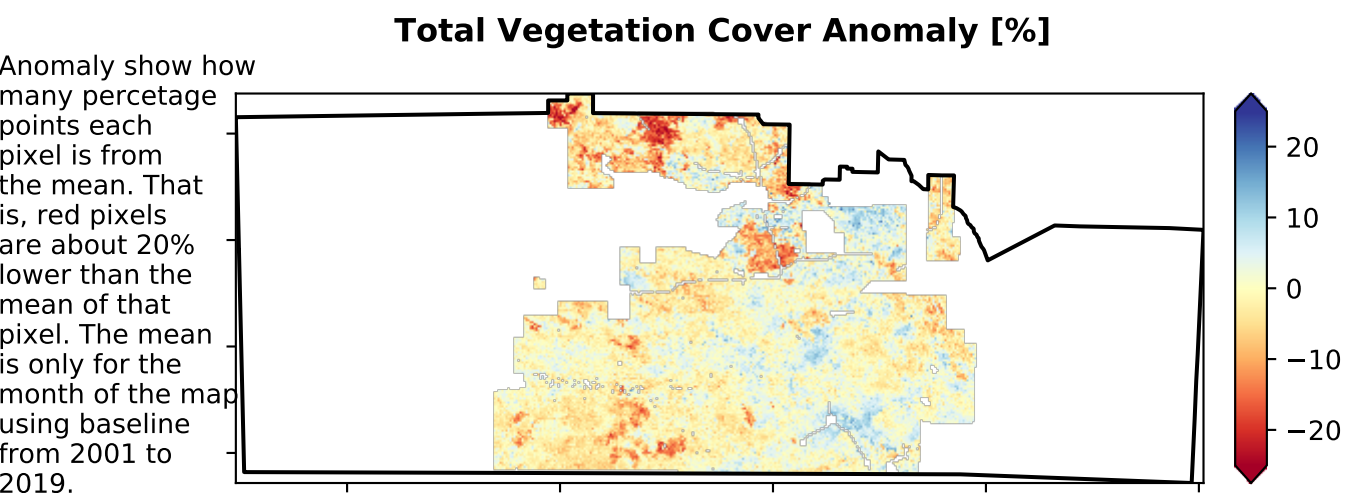 Total Vegetation Cover Anomaly [%]
Anomaly show how
many percetage
points each
pixel is from
the mean. That
is, red pixels
are about 20%
lower than the
mean of that
pixel. The mean
is only for the
month of the map
using baseline
from 2001 to
2019.
20
10
0
−10
−20